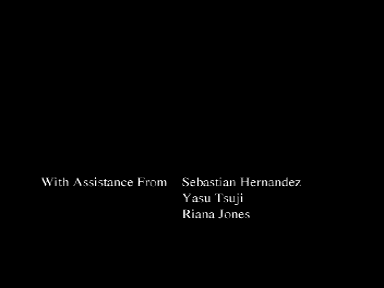 With Assistance From Sebastian Hernandez
Yasu Tsuji
Riana Jones